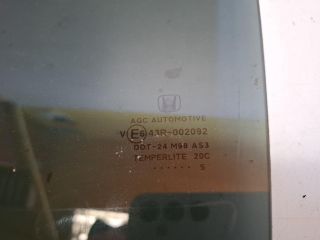 AGC AUTOMOTIVE
V E6 43R-002092
DOT-24 M98 AS3
TEMPERLITE 20C
...... 5